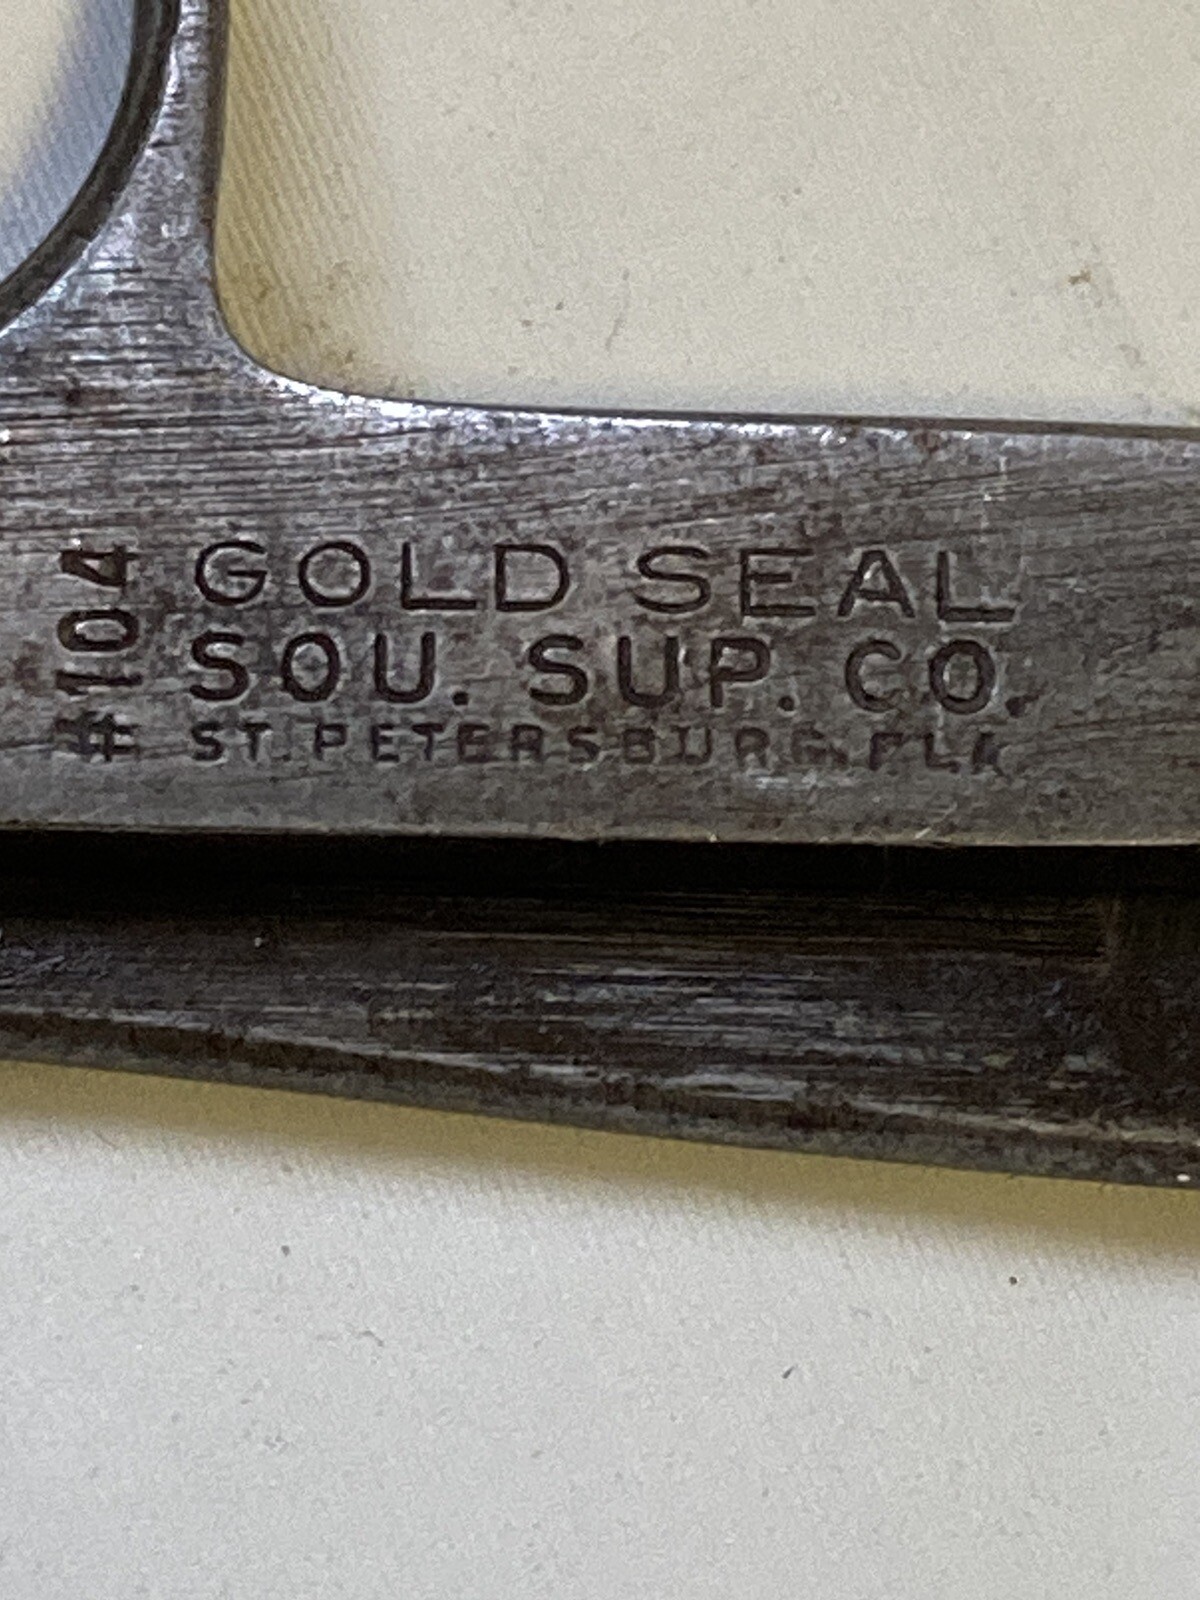 #104
GOLD SEAL
SOU. SUP. CO.
ST. PETERSBURG, FLA